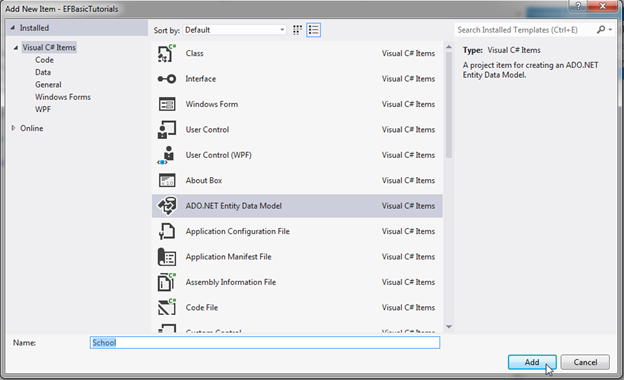 Add New Item - EFBasicTutorials
?
Installed
Sort by: Default
Search Installed Templates (Ctrl+E)
Visual C# Items
Code
Data
General
Windows Forms
WPF
Online
Class Visual C# Items
Interface Visual C# Items
Windows Form Visual C# Items
User Control Visual C# Items
User Control (WPF) Visual C# Items
About Box Visual C# Items
ADO.NET Entity Data Model Visual C# Items
Application Configuration File Visual C# Items
Application Manifest File Visual C# Items
Assembly Information File Visual C# Items
Code File Visual C# Items
Custom Control Visual C# Items
Type: Visual C# Items
A project item for creating an ADO.NET
Entity Data Model.
Name: School
Add Cancel